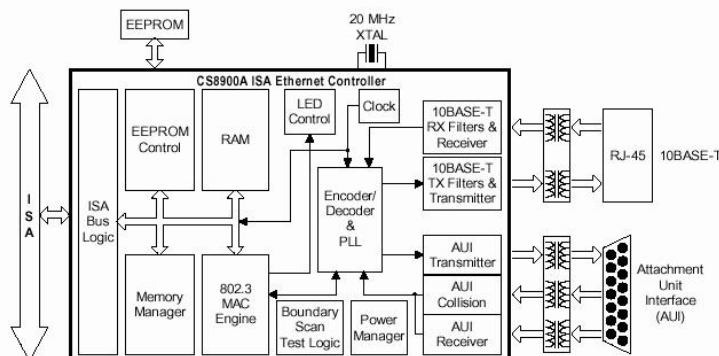 EEPROM
20 MHz
XTAL
CS8900A ISA Ethernet Controller
ISA
ISA
Bus
Logic
EEPROM
Control
RAM
LED
Control
Clock
10BASE-T
RX Filters &
Receiver
10BASE-T
TX Filters &
Transmitter
RJ-45
10BASE-T
Encoder/
Decoder
&
PLL
AUI
Transmitter
AUI
Collision
AUI
Receiver
Attachment
Unit
Interface
(AUI)
Memory
Manager
802.3
MAC
Engine
Boundary
Scan
Test Logic
Power
Manager